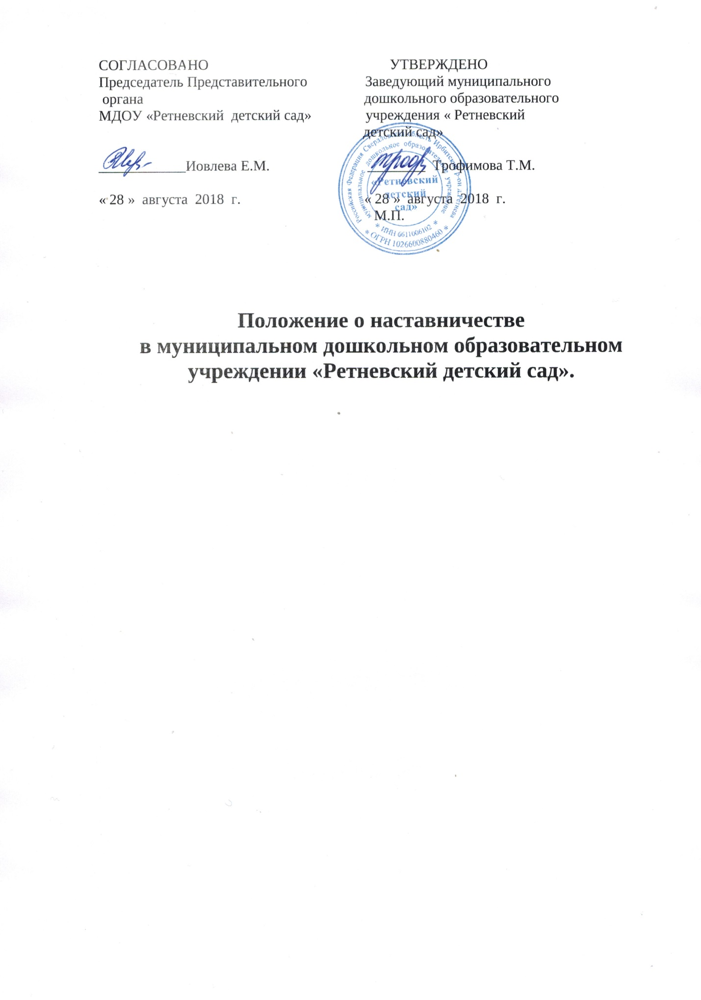 СОГЛАСОВАНО
Председатель Представительного
органа
МДОУ «Ретневский детский сад»
____________Иовлева Е.М.
« 28 » августа 2018 г.
УТВЕРЖДЕНО
Заведующий муниципального
дошкольного образовательного
учреждения « Ретневский
детский сад»
________ Трофимова Т.М.
« 28 » августа 2018 г.
М.П.
Российская Федерация Свердловская область Ирбитский р-он д.Ретнева
муниципальное дошкольное образовательное учреждение
«Ретневский
детский
сад»
* ИНН 6611006102 *
* ОГРН 1026600880460 *
Положение о наставничестве
в муниципальном дошкольном образовательном
учреждении «Ретневский детский сад».